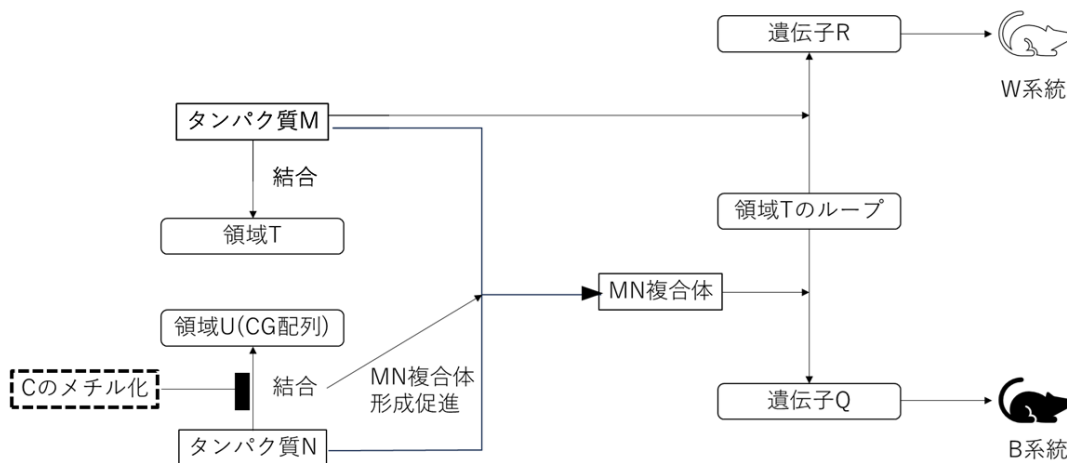 遺伝子R
W系統
タンパク質M
結合
領域T
領域Tのループ
MN複合体
領域U(CG配列)
Cのメチル化
結合
MN複合体
形成促進
タンパク質N
遺伝子Q
B系統